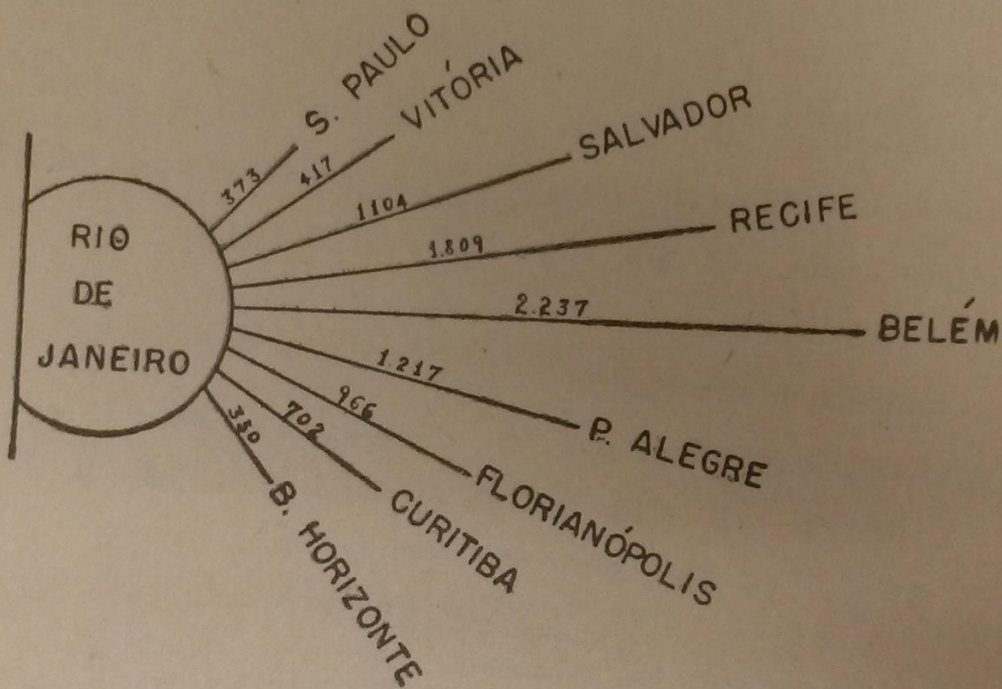 RIO
DE
JANEIRO
373 S. PAULO
417 VITÓRIA
1104 SALVADOR
1.809 RECIFE
2.237 BELÉM
1.217 P. ALEGRE
966 FLORIANÓPOLIS
702 CURITIBA
350 B. HORIZONTE